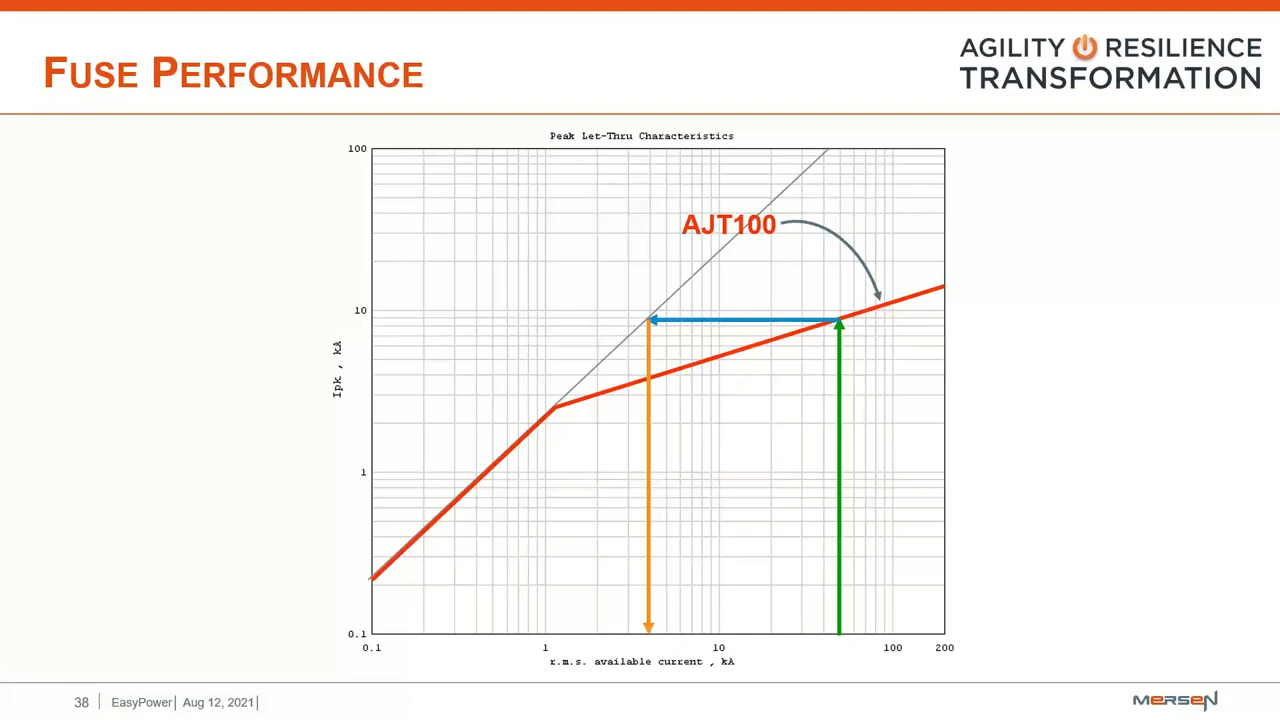 FUSE PERFORMANCE
AGILITY RESILIENCE
TRANSFORMATION
Peak Let-Thru Characteristics
100
10
1
0.1
Ipk , kA
AJT100
0.1 1 10 100 200
r.m.s. available current , kA
38 EasyPower| Aug 12, 2021|
MERSEN